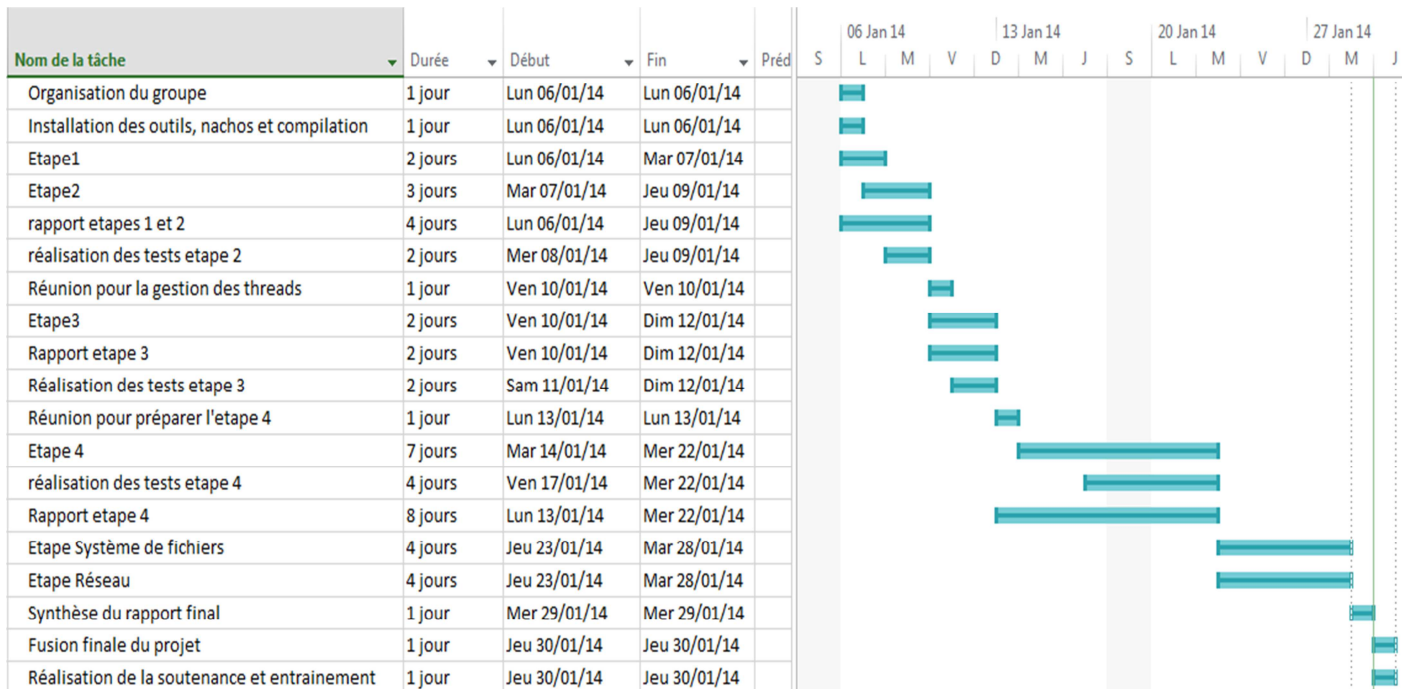 06 Jan 14 13 Jan 14 20 Jan 14 27 Jan 14
Nom de la tâche Durée Début Fin Préd S L M V D M J S L M V D M J
Organisation du groupe 1 jour Lun 06/01/14 Lun 06/01/14
Installation des outils, nachos et compilation 1 jour Lun 06/01/14 Lun 06/01/14
Etape1 2 jours Lun 06/01/14 Mar 07/01/14
Etape2 3 jours Mar 07/01/14 Jeu 09/01/14
rapport etapes 1 et 2 4 jours Lun 06/01/14 Jeu 09/01/14
réalisation des tests etape 2 2 jours Mer 08/01/14 Jeu 09/01/14
Réunion pour la gestion des threads 1 jour Ven 10/01/14 Ven 10/01/14
Etape3 2 jours Ven 10/01/14 Dim 12/01/14
Rapport etape 3 2 jours Ven 10/01/14 Dim 12/01/14
Réalisation des tests etape 3 2 jours Sam 11/01/14 Dim 12/01/14
Réunion pour préparer l'etape 4 1 jour Lun 13/01/14 Lun 13/01/14
Etape 4 7 jours Mar 14/01/14 Mer 22/01/14
réalisation des tests etape 4 4 jours Ven 17/01/14 Mer 22/01/14
Rapport etape 4 8 jours Lun 13/01/14 Mer 22/01/14
Etape Système de fichiers 4 jours Jeu 23/01/14 Mar 28/01/14
Etape Réseau 4 jours Jeu 23/01/14 Mar 28/01/14
Synthèse du rapport final 1 jour Mer 29/01/14 Mer 29/01/14
Fusion finale du projet 1 jour Jeu 30/01/14 Jeu 30/01/14
Réalisation de la soutenance et entrainement 1 jour Jeu 30/01/14 Jeu 30/01/14